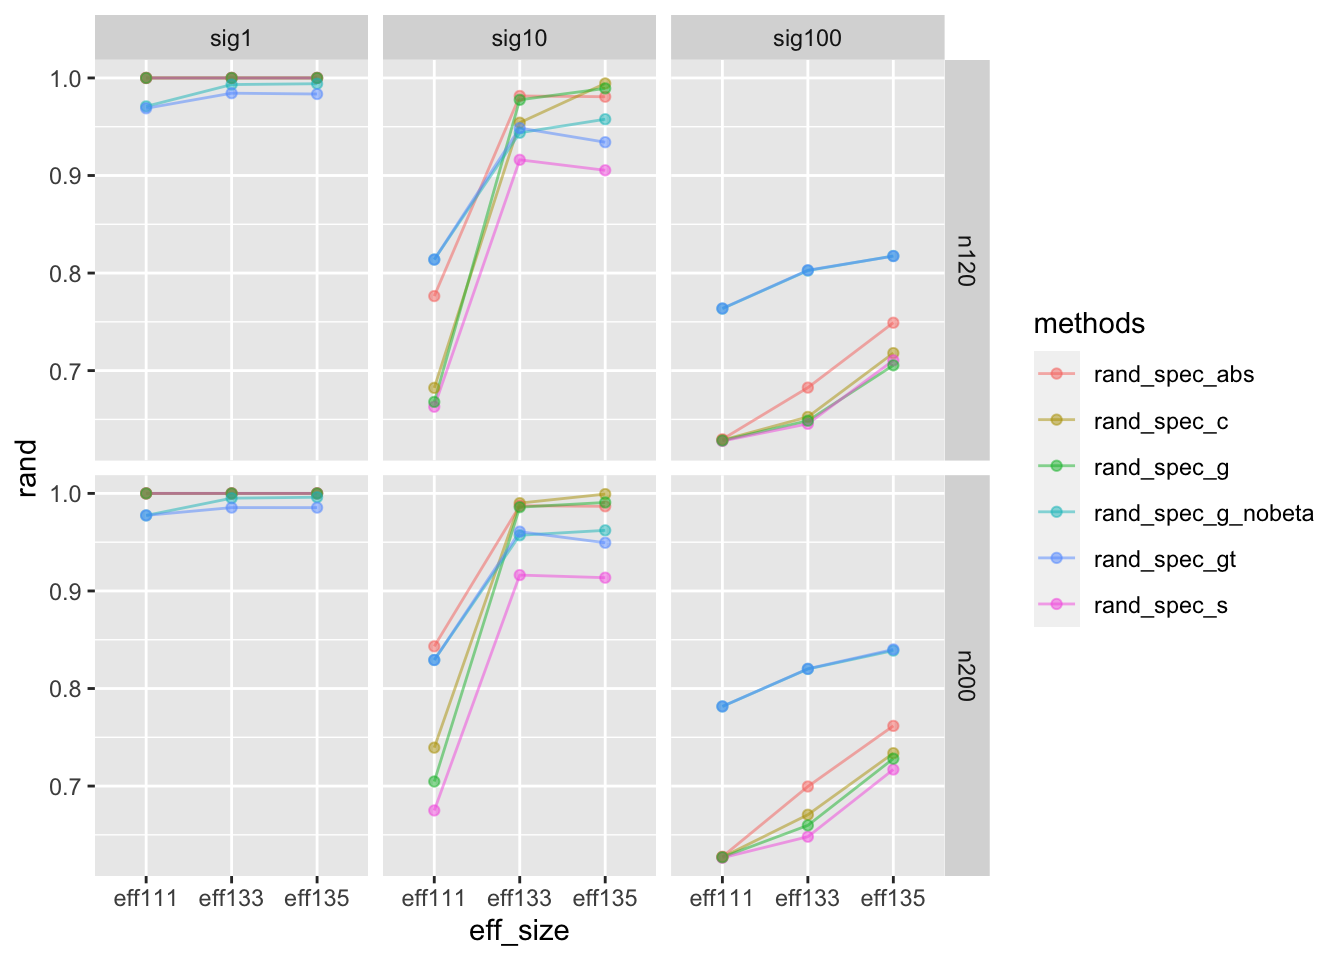 sig1 sig10 sig100
1.0
0.9
0.8
0.7
n120
1.0
0.9
0.8
0.7
n200
rand
eff111 eff133 eff135 eff111 eff133 eff135 eff111 eff133 eff135
eff_size
methods
rand_spec_abs
rand_spec_c
rand_spec_g
rand_spec_g_nobeta
rand_spec_gt
rand_spec_s